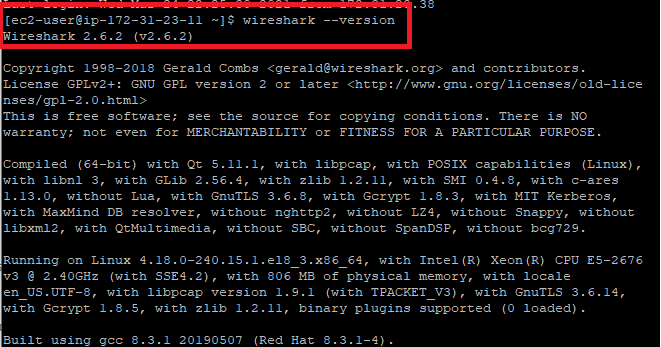 [ec2-user@ip-172-31-23-11 ~]$ wireshark --version
Wireshark 2.6.2 (v2.6.2)
Copyright 1998-2018 Gerald Combs <gerald@wireshark.org> and contributors.
License GPLv2+: GNU GPL version 2 or later <http://www.gnu.org/licenses/old-lice
nses/gpl-2.0.html>
This is free software; see the source for copying conditions. There is NO
warranty; not even for MERCHANTABILITY or FITNESS FOR A PARTICULAR PURPOSE.
Compiled (64-bit) with Qt 5.11.1, with libpcap, with POSIX capabilities (Linux),
with libnl 3, with GLib 2.56.4, with zlib 1.2.11, with SMI 0.4.8, with c-ares
1.13.0, without Lua, with GnuTLS 3.6.8, with Gcrypt 1.8.3, with MIT Kerberos,
with MaxMind DB resolver, without nghttp2, without LZ4, without Snappy, without
libxml2, with QtMultimedia, without SBC, without SpanDSP, without bcg729.
Running on Linux 4.18.0-240.15.1.el8_3.x86_64, with Intel(R) Xeon(R) CPU E5-2676
v3 @ 2.40GHz (with SSE4.2), with 806 MB of physical memory, with locale
en_US.UTF-8, with libpcap version 1.9.1 (with TPACKET_V3), with GnuTLS 3.6.14,
with Gcrypt 1.8.5, with zlib 1.2.11, binary plugins supported (0 loaded).
Built using gcc 8.3.1 20190507 (Red Hat 8.3.1-4).